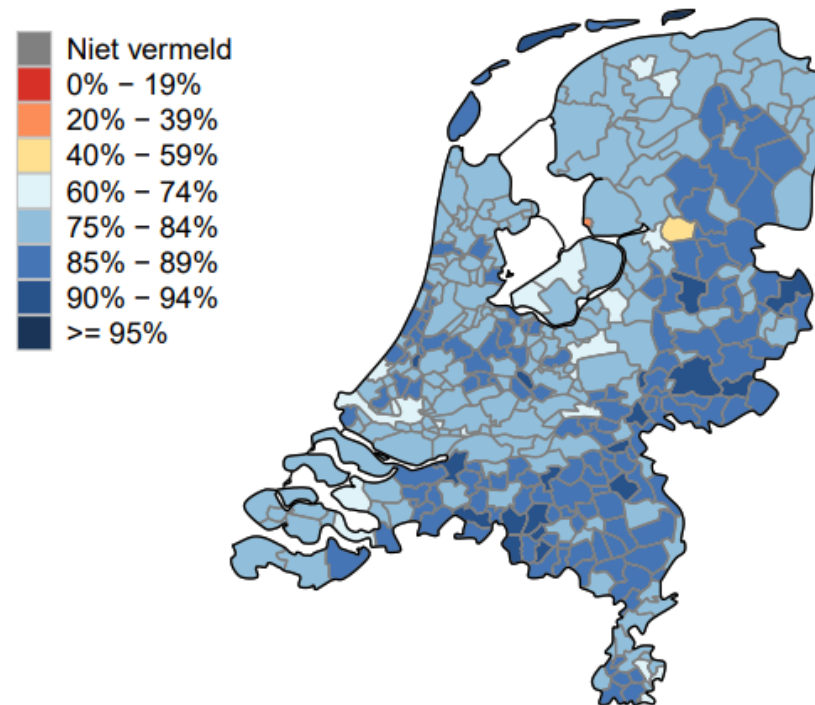 Niet vermeld
0% − 19%
20% − 39%
40% − 59%
60% − 74%
75% − 84%
85% − 89%
90% − 94%
>= 95%